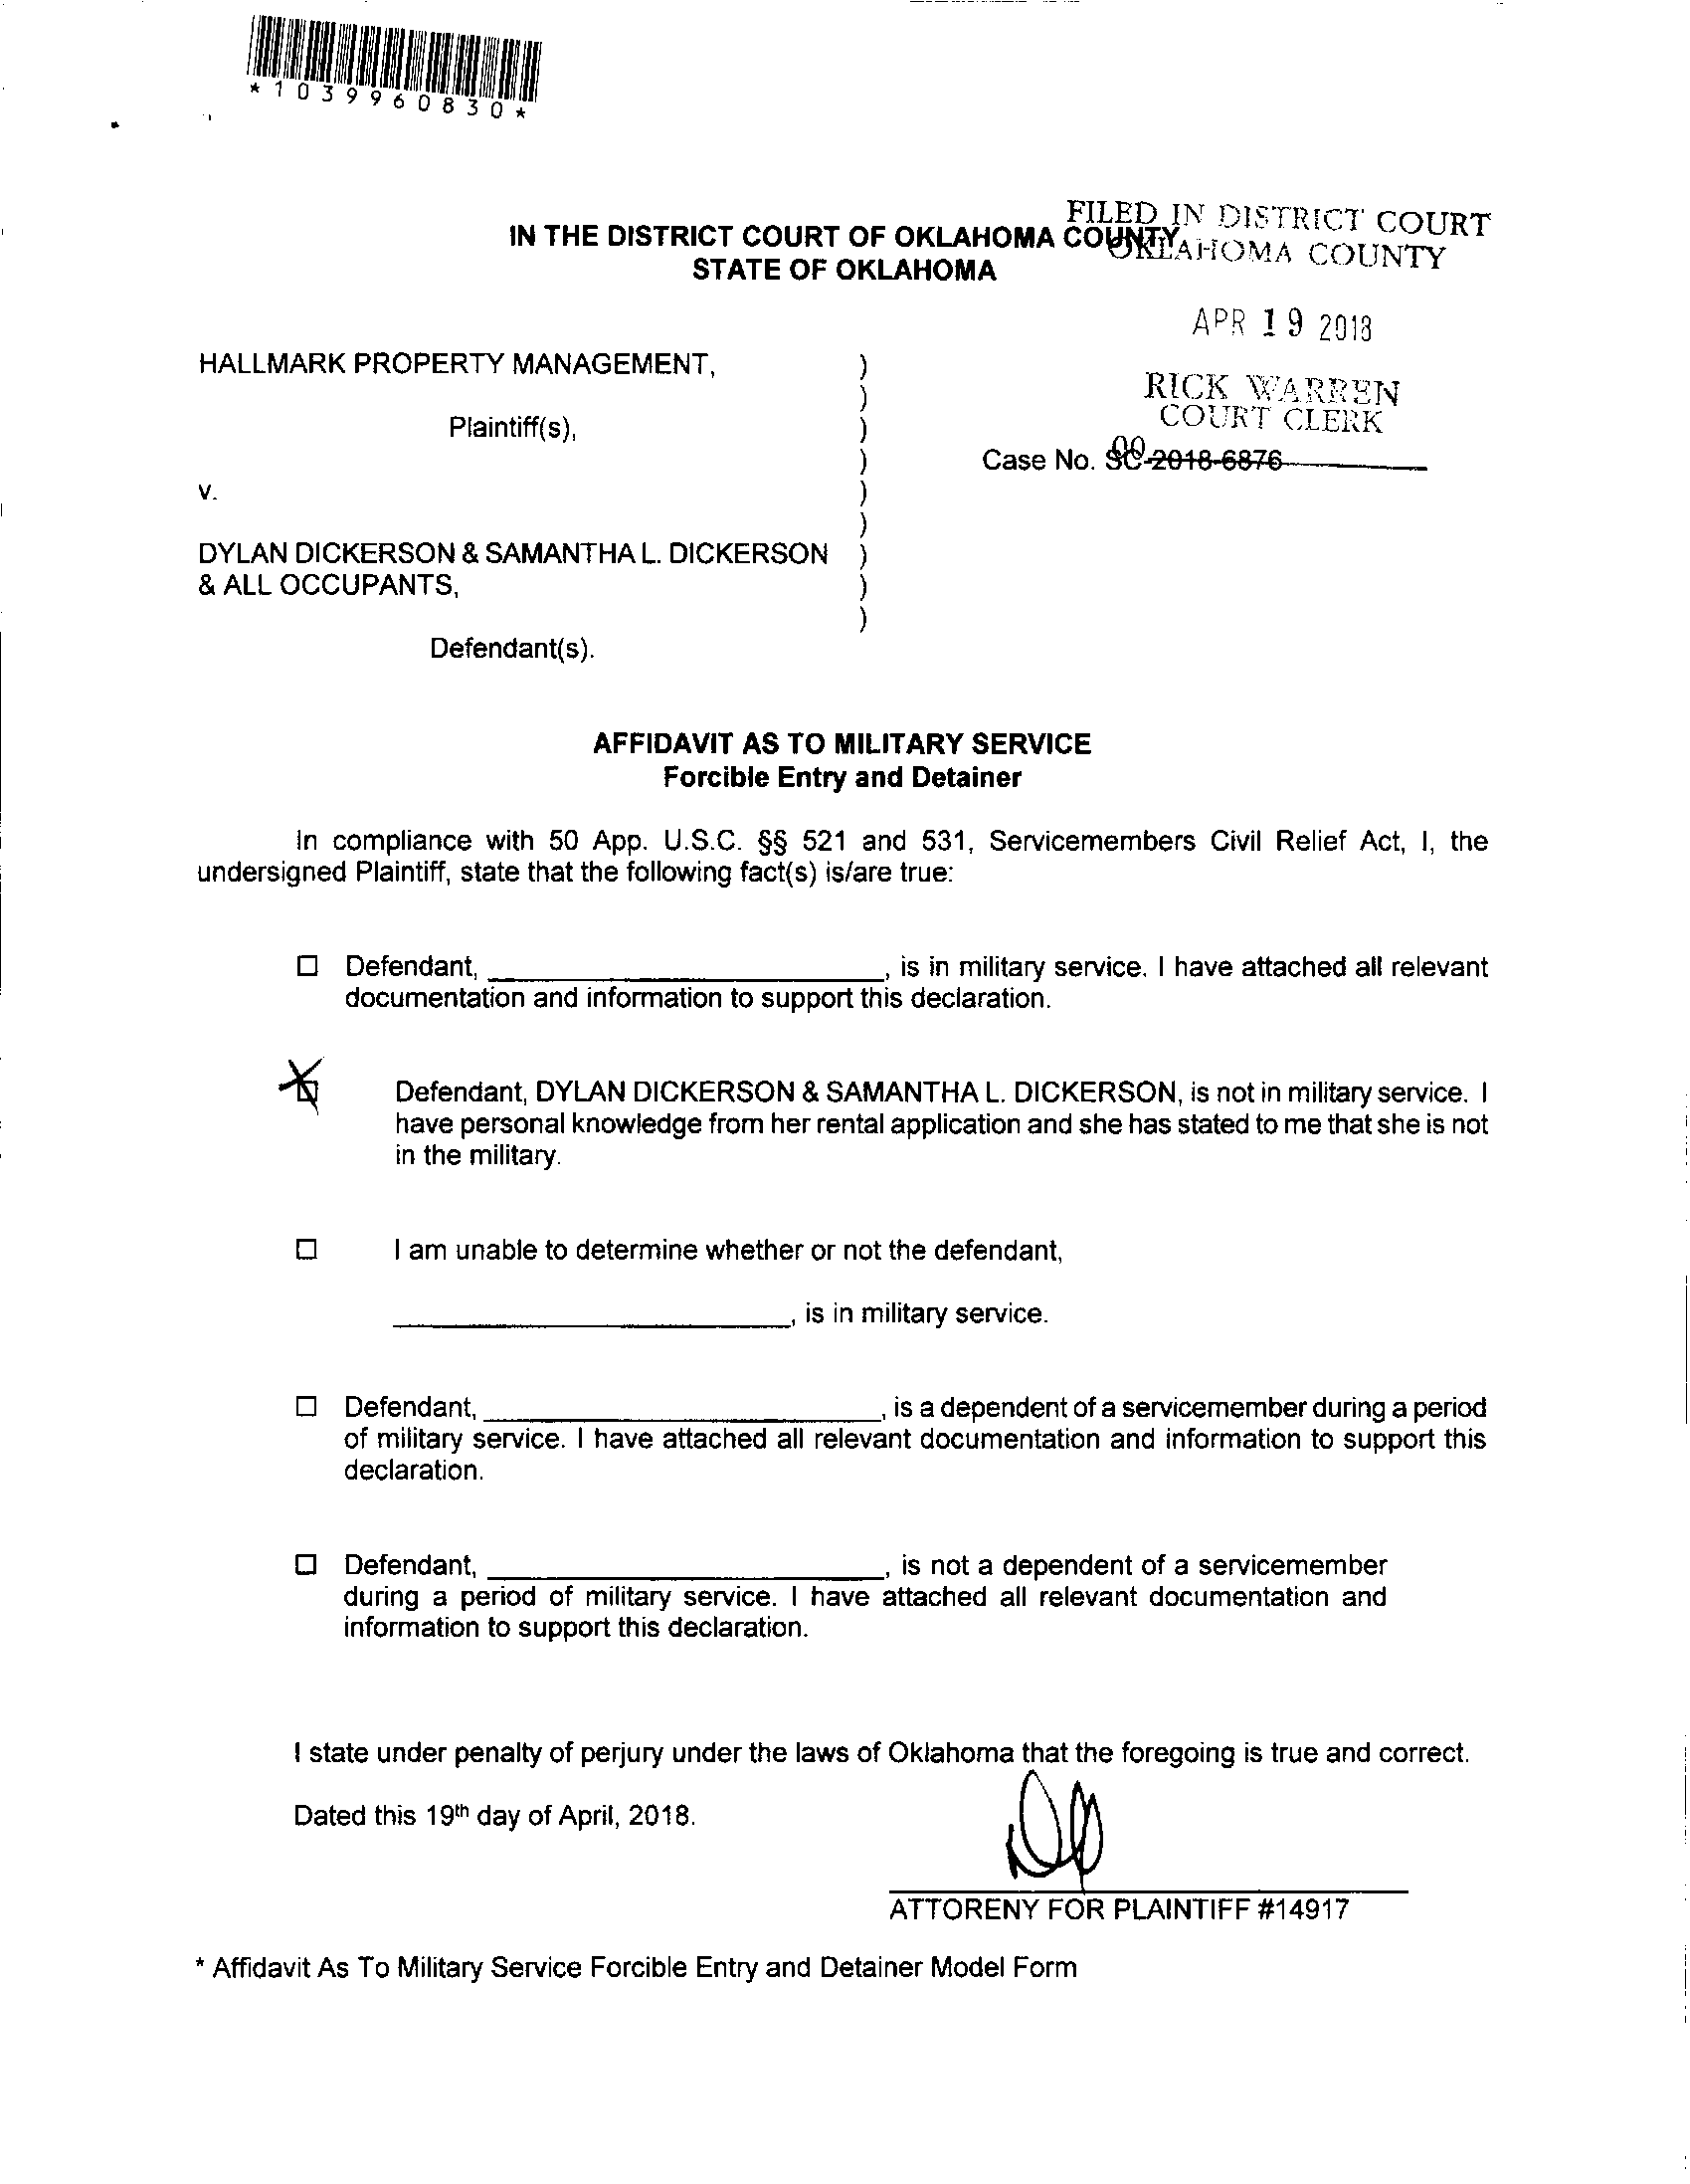 *1039960830*
FILED IN DISTRICT COURT
OKLAHOMA COUNTY
IN THE DISTRICT COURT OF OKLAHOMA COUNTY
STATE OF OKLAHOMA
APR 19 2018
HALLMARK PROPERTY MANAGEMENT, )
)
RICK WARREN
COURT CLERK
Plaintiff(s), )
) Case No. SC-2018-6876
v. )
)
DYLAN DICKERSON & SAMANTHA L. DICKERSON )
& ALL OCCUPANTS, )
)
Defendant(s).
AFFIDAVIT AS TO MILITARY SERVICE
Forcible Entry and Detainer
In compliance with 50 App. U.S.C. §§ 521 and 531, Servicemembers Civil Relief Act, I, the
undersigned Plaintiff, state that the following fact(s) is/are true:
☐ Defendant, ____________________, is in military service. I have attached all relevant
documentation and information to support this declaration.
☒ Defendant, DYLAN DICKERSON & SAMANTHA L. DICKERSON, is not in military service. I
have personal knowledge from her rental application and she has stated to me that she is not
in the military.
☐ I am unable to determine whether or not the defendant,
____________________, is in military service.
☐ Defendant, ____________________, is a dependent of a servicemember during a period
of military service. I have attached all relevant documentation and information to support this
declaration.
☐ Defendant, ____________________, is not a dependent of a servicemember
during a period of military service. I have attached all relevant documentation and
information to support this declaration.
I state under penalty of perjury under the laws of Oklahoma that the foregoing is true and correct.
Dated this 19th day of April, 2018.
ATTORENY FOR PLAINTIFF #14917
* Affidavit As To Military Service Forcible Entry and Detainer Model Form